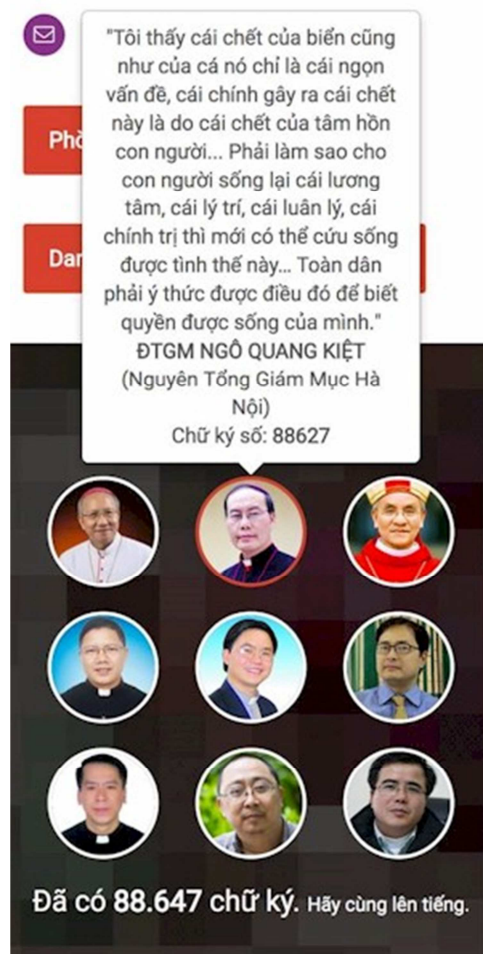 "Tôi thấy cái chết của biển cũng
như của cá nó chỉ là cái ngọn
vấn đề, cái chính gây ra cái chết
này là do cái chết của tâm hồn
con người... Phải làm sao cho
con người sống lại cái lương
tâm, cái lý trí, cái luân lý, cái
chính trị thì mới có thể cứu sống
được tình thế này... Toàn dân
phải ý thức được điều đó để biết
quyền được sống của mình."
ĐTGM NGÔ QUANG KIỆT
(Nguyên Tổng Giám Mục Hà
Nội)
Chữ ký số: 88627
Đã có 88.647 chữ ký. Hãy cùng lên tiếng.